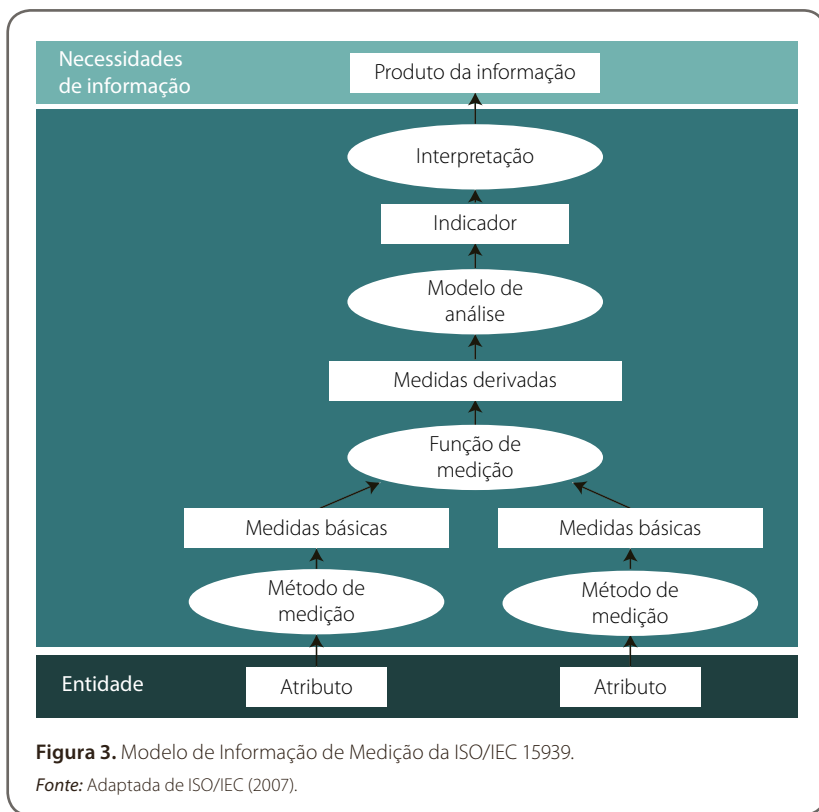 Necessidades
de informação
Produto da informação
Interpretação
Indicador
Modelo de
análise
Medidas derivadas
Função de
medição
Medidas básicas
Medidas básicas
Método de
medição
Método de
medição
Entidade
Atributo
Atributo
Figura 3. Modelo de Informação de Medição da ISO/IEC 15939.
Fonte: Adaptada de ISO/IEC (2007).